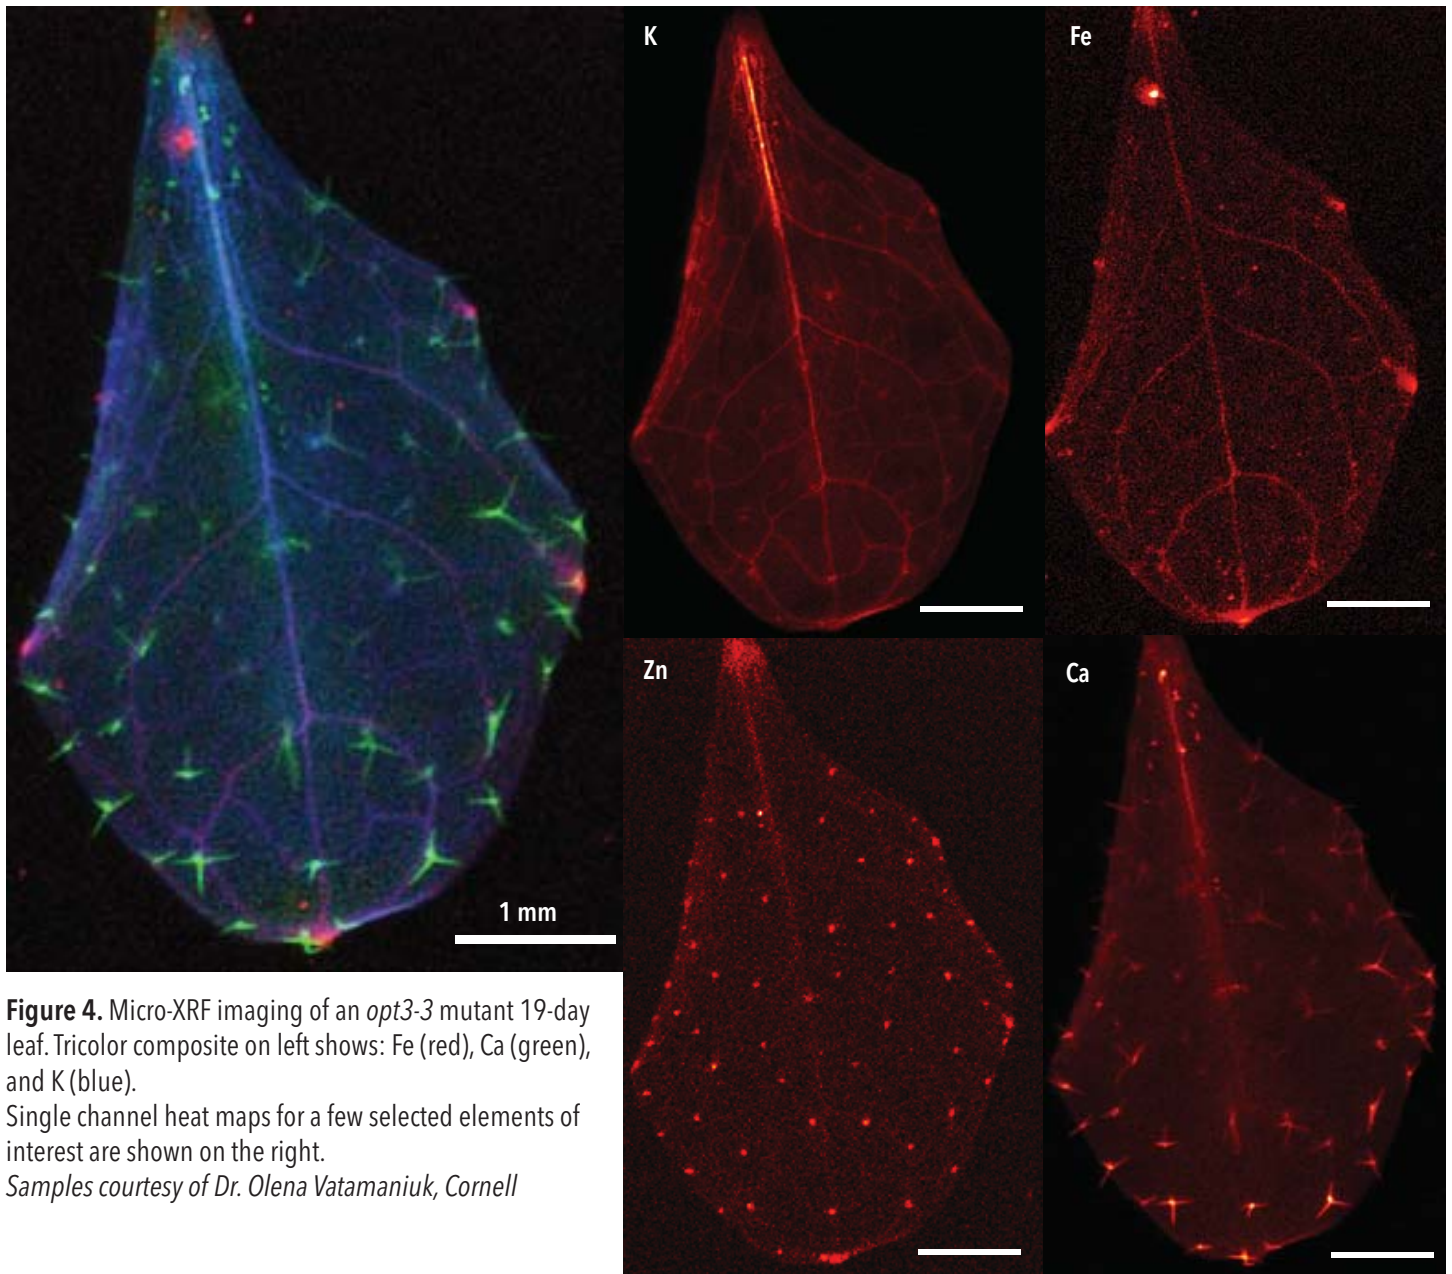 K
Fe
Zn
Ca
1 mm
Figure 4. Micro-XRF imaging of an opt3-3 mutant 19-day
leaf. Tricolor composite on left shows: Fe (red), Ca (green),
and K (blue).
Single channel heat maps for a few selected elements of
interest are shown on the right.
Samples courtesy of Dr. Olena Vatamaniuk, Cornell